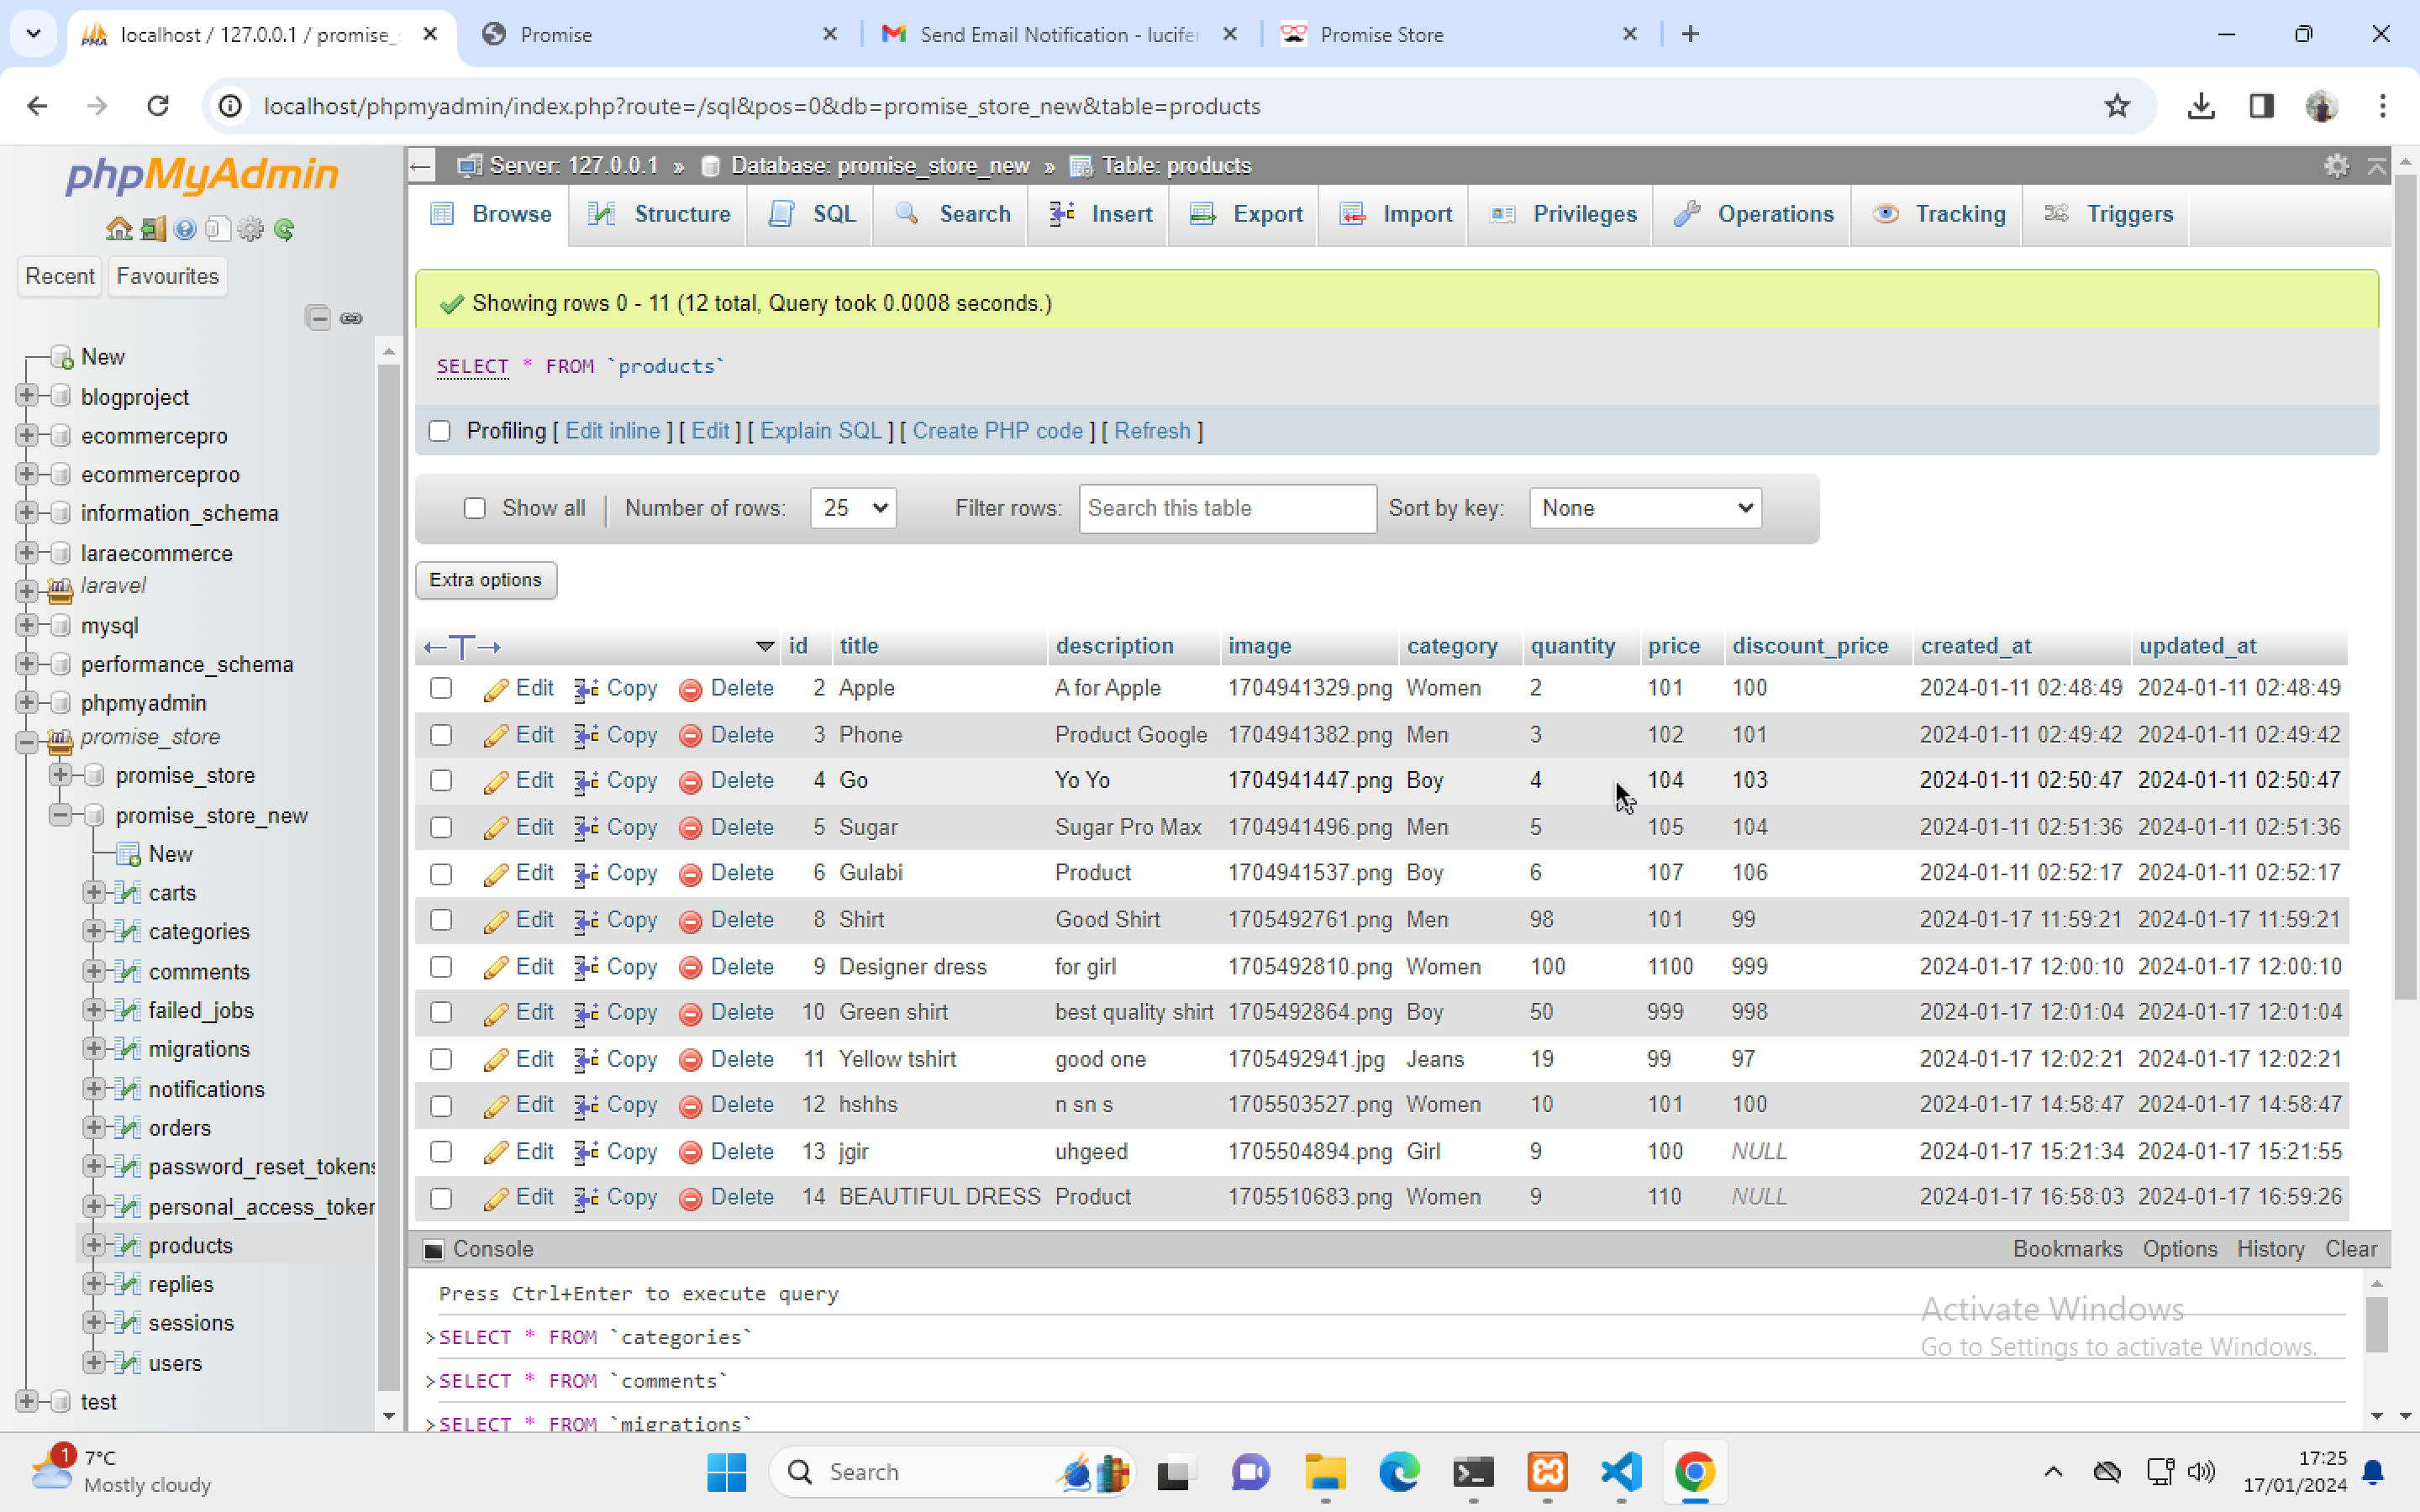 localhost / 127.0.0.1 / promise_s
Promise
Send Email Notification - lucifer
Promise Store
localhost/phpmyadmin/index.php?route=/sql&pos=0&db=promise_store_new&table=products
phpMyAdmin
Recent Favourites
New
blogproject
ecommercepro
ecommerceproo
information_schema
laraecommerce
laravel
mysql
performance_schema
phpmyadmin
promise_store
promise_store
promise_store_new
New
carts
categories
comments
failed_jobs
migrations
notifications
orders
password_reset_tokens
personal_access_token
products
replies
sessions
users
test
Server: 127.0.0.1 » Database: promise_store_new » Table: products
Browse Structure SQL Search Insert Export Import Privileges Operations Tracking Triggers
Showing rows 0 - 11 (12 total, Query took 0.0008 seconds.)
SELECT * FROM `products`
Profiling [ Edit inline ] [ Edit ] [ Explain SQL ] [ Create PHP code ] [ Refresh ]
Show all Number of rows: 25 Filter rows: Search this table Sort by key: None
Extra options
id title description image category quantity price discount_price created_at updated_at
Edit Copy Delete 2 Apple A for Apple 1704941329.png Women 2 101 100 2024-01-11 02:48:49 2024-01-11 02:48:49
Edit Copy Delete 3 Phone Product Google 1704941382.png Men 3 102 101 2024-01-11 02:49:42 2024-01-11 02:49:42
Edit Copy Delete 4 Go Yo Yo 1704941447.png Boy 4 104 103 2024-01-11 02:50:47 2024-01-11 02:50:47
Edit Copy Delete 5 Sugar Sugar Pro Max 1704941496.png Men 5 105 104 2024-01-11 02:51:36 2024-01-11 02:51:36
Edit Copy Delete 6 Gulabi Product 1704941537.png Boy 6 107 106 2024-01-11 02:52:17 2024-01-11 02:52:17
Edit Copy Delete 8 Shirt Good Shirt 1705492761.png Men 98 101 99 2024-01-17 11:59:21 2024-01-17 11:59:21
Edit Copy Delete 9 Designer dress for girl 1705492810.png Women 100 1100 999 2024-01-17 12:00:10 2024-01-17 12:00:10
Edit Copy Delete 10 Green shirt best quality shirt 1705492864.png Boy 50 999 998 2024-01-17 12:01:04 2024-01-17 12:01:04
Edit Copy Delete 11 Yellow tshirt good one 1705492941.jpg Jeans 19 99 97 2024-01-17 12:02:21 2024-01-17 12:02:21
Edit Copy Delete 12 hshhs n sn s 1705503527.png Women 10 101 100 2024-01-17 14:58:47 2024-01-17 14:58:47
Edit Copy Delete 13 jgir uhgeed 1705504894.png Girl 9 100 NULL 2024-01-17 15:21:34 2024-01-17 15:21:55
Edit Copy Delete 14 BEAUTIFUL DRESS Product 1705510683.png Women 9 110 NULL 2024-01-17 16:58:03 2024-01-17 16:59:26
Console Bookmarks Options History Clear
Press Ctrl+Enter to execute query
>SELECT * FROM `categories`
>SELECT * FROM `comments`
>SELECT * FROM `migrations`
Activate Windows
Go to Settings to activate Windows.
1
7°C
Mostly cloudy
Search
17:25
17/01/2024